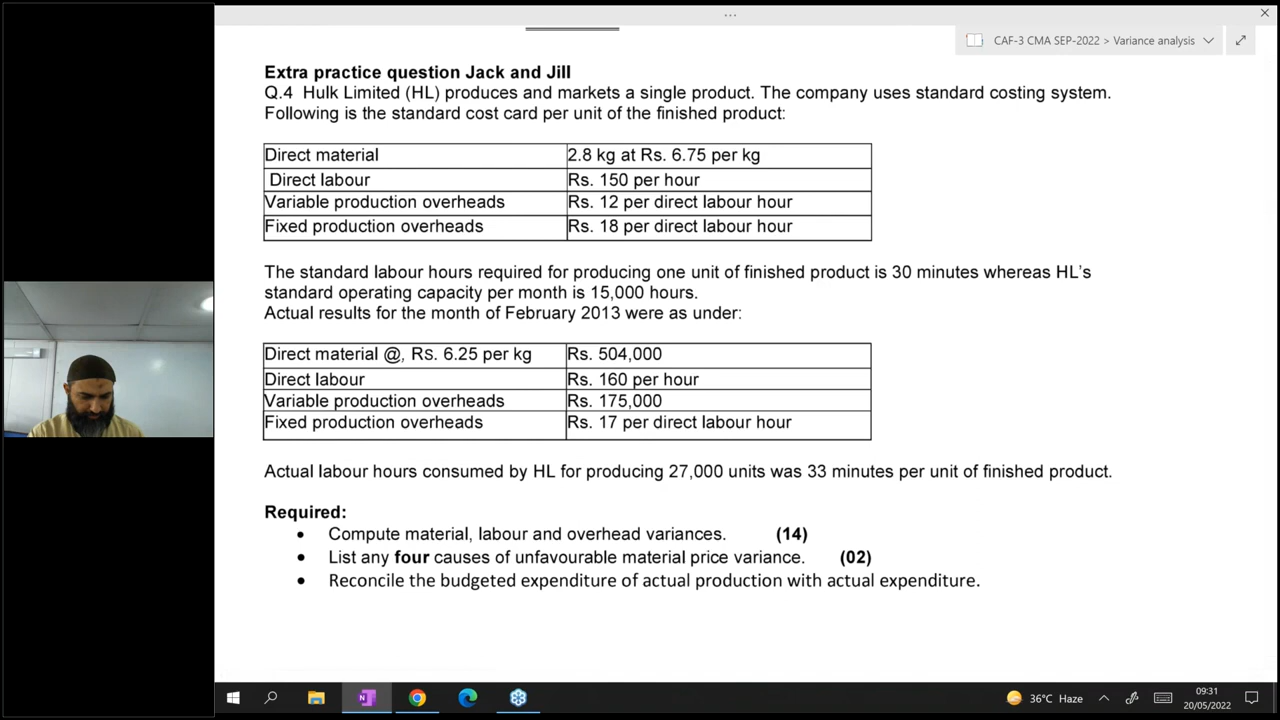 CAF-3 CMA SEP-2022 > Variance analysis
Extra practice question Jack and Jill
Q.4 Hulk Limited (HL) produces and markets a single product. The company uses standard costing system.
Following is the standard cost card per unit of the finished product:
Direct material 2.8 kg at Rs. 6.75 per kg
Direct labour Rs. 150 per hour
Variable production overheads Rs. 12 per direct labour hour
Fixed production overheads Rs. 18 per direct labour hour
The standard labour hours required for producing one unit of finished product is 30 minutes whereas HL's
standard operating capacity per month is 15,000 hours.
Actual results for the month of February 2013 were as under:
Direct material @, Rs. 6.25 per kg Rs. 504,000
Direct labour Rs. 160 per hour
Variable production overheads Rs. 175,000
Fixed production overheads Rs. 17 per direct labour hour
Actual labour hours consumed by HL for producing 27,000 units was 33 minutes per unit of finished product.
Required:
• Compute material, labour and overhead variances. (14)
• List any four causes of unfavourable material price variance. (02)
• Reconcile the budgeted expenditure of actual production with actual expenditure.
36°C Haze
09:31
20/05/2022